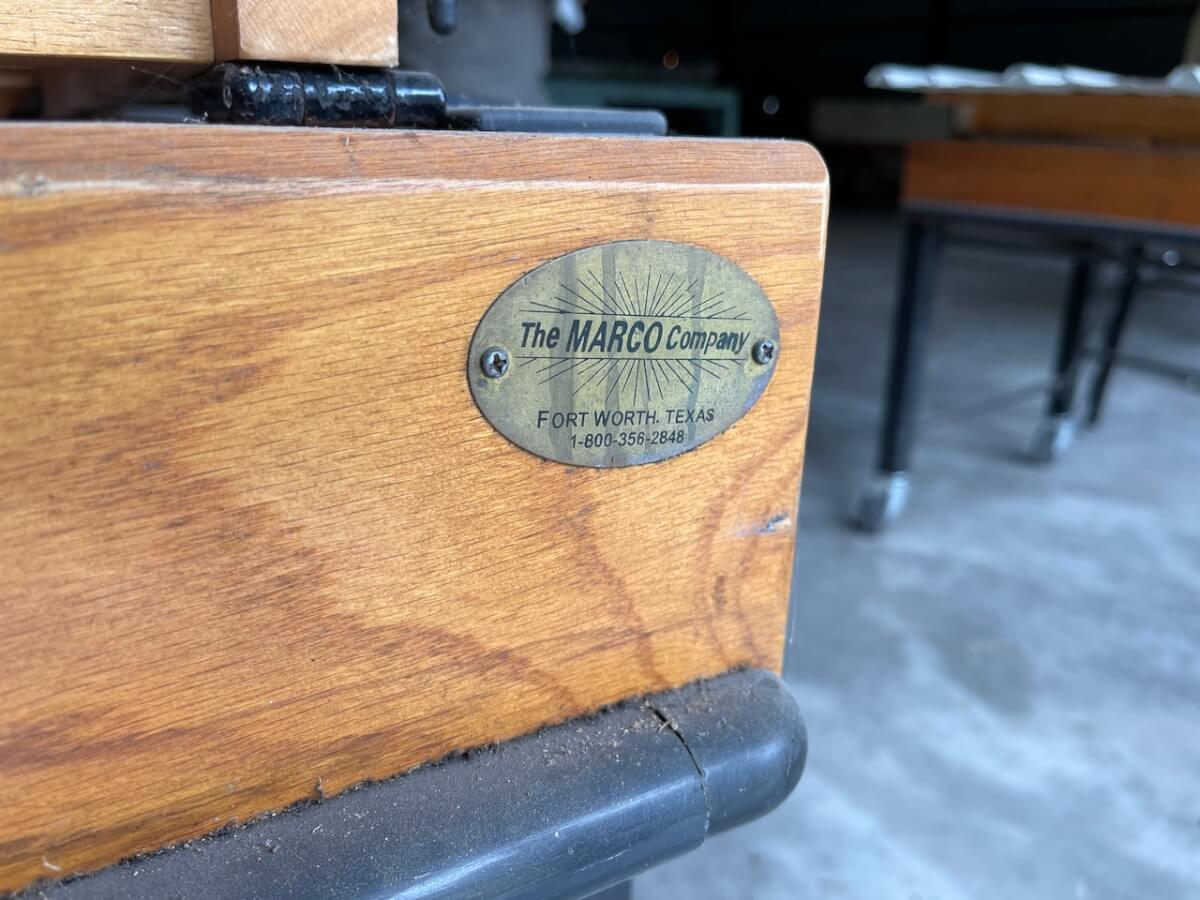 The MARCO Company
FORT WORTH, TEXAS
1-800-356-2848